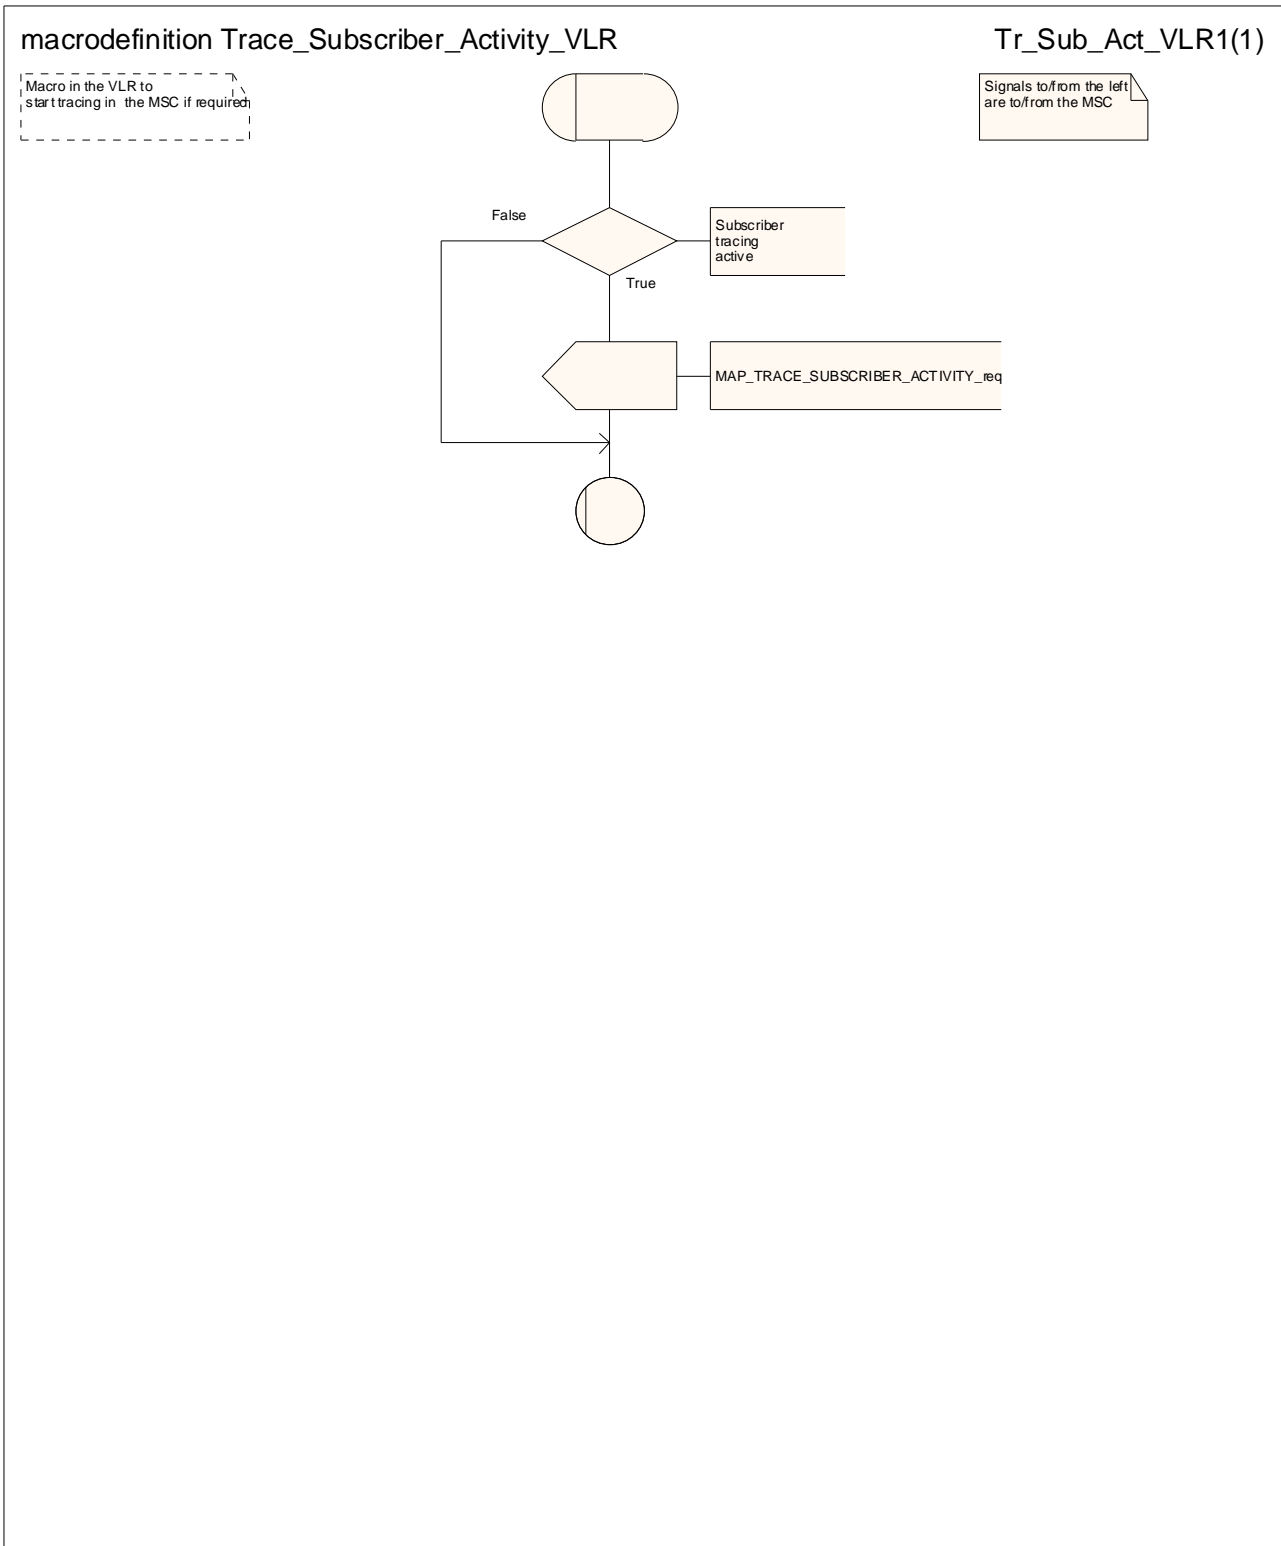 macrodefinition Trace_Subscriber_Activity_VLR
Tr_Sub_Act_VLR1(1)
Macro in the VLR to
start tracing in the MSC if required
Signals to/from the left
are to/from the MSC
False
Subscriber
tracing
active
True
MAP_TRACE_SUBSCRIBER_ACTIVITY_req